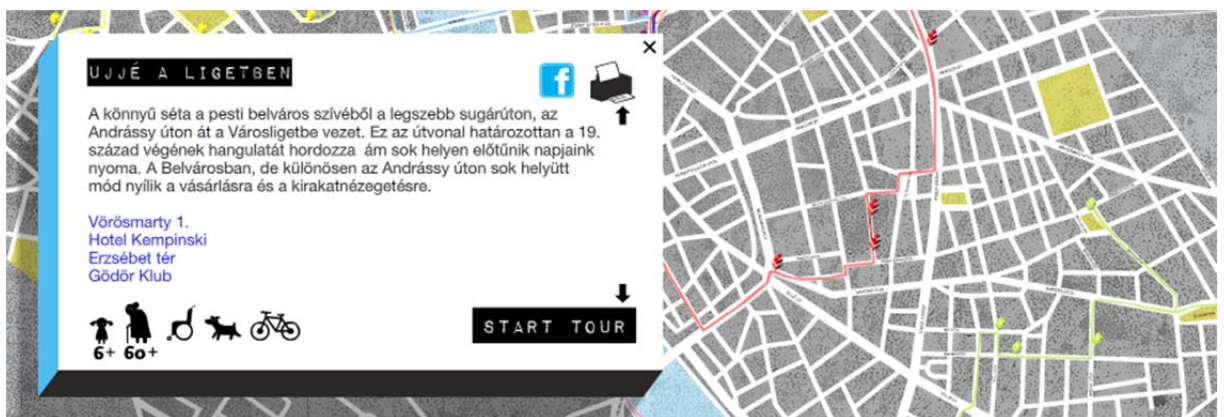 UJJÉ A LIGETBEN
f
A könnyű séta a pesti belváros szívéből a legszebb sugárúton, az
Andrássy úton át a Városligetbe vezet. Ez az útvonal határozottan a 19.
század végének hangulatát hordozza ám sok helyen előtűnik napjaink
nyoma. A Belvárosban, de különösen az Andrássy úton sok helyütt
mód nyílik a vásárlásra és a kirakatnézegetésre.
Vörösmarty 1.
Hotel Kempinski
Erzsébet tér
Gödör Klub
6+ 60+
START TOUR